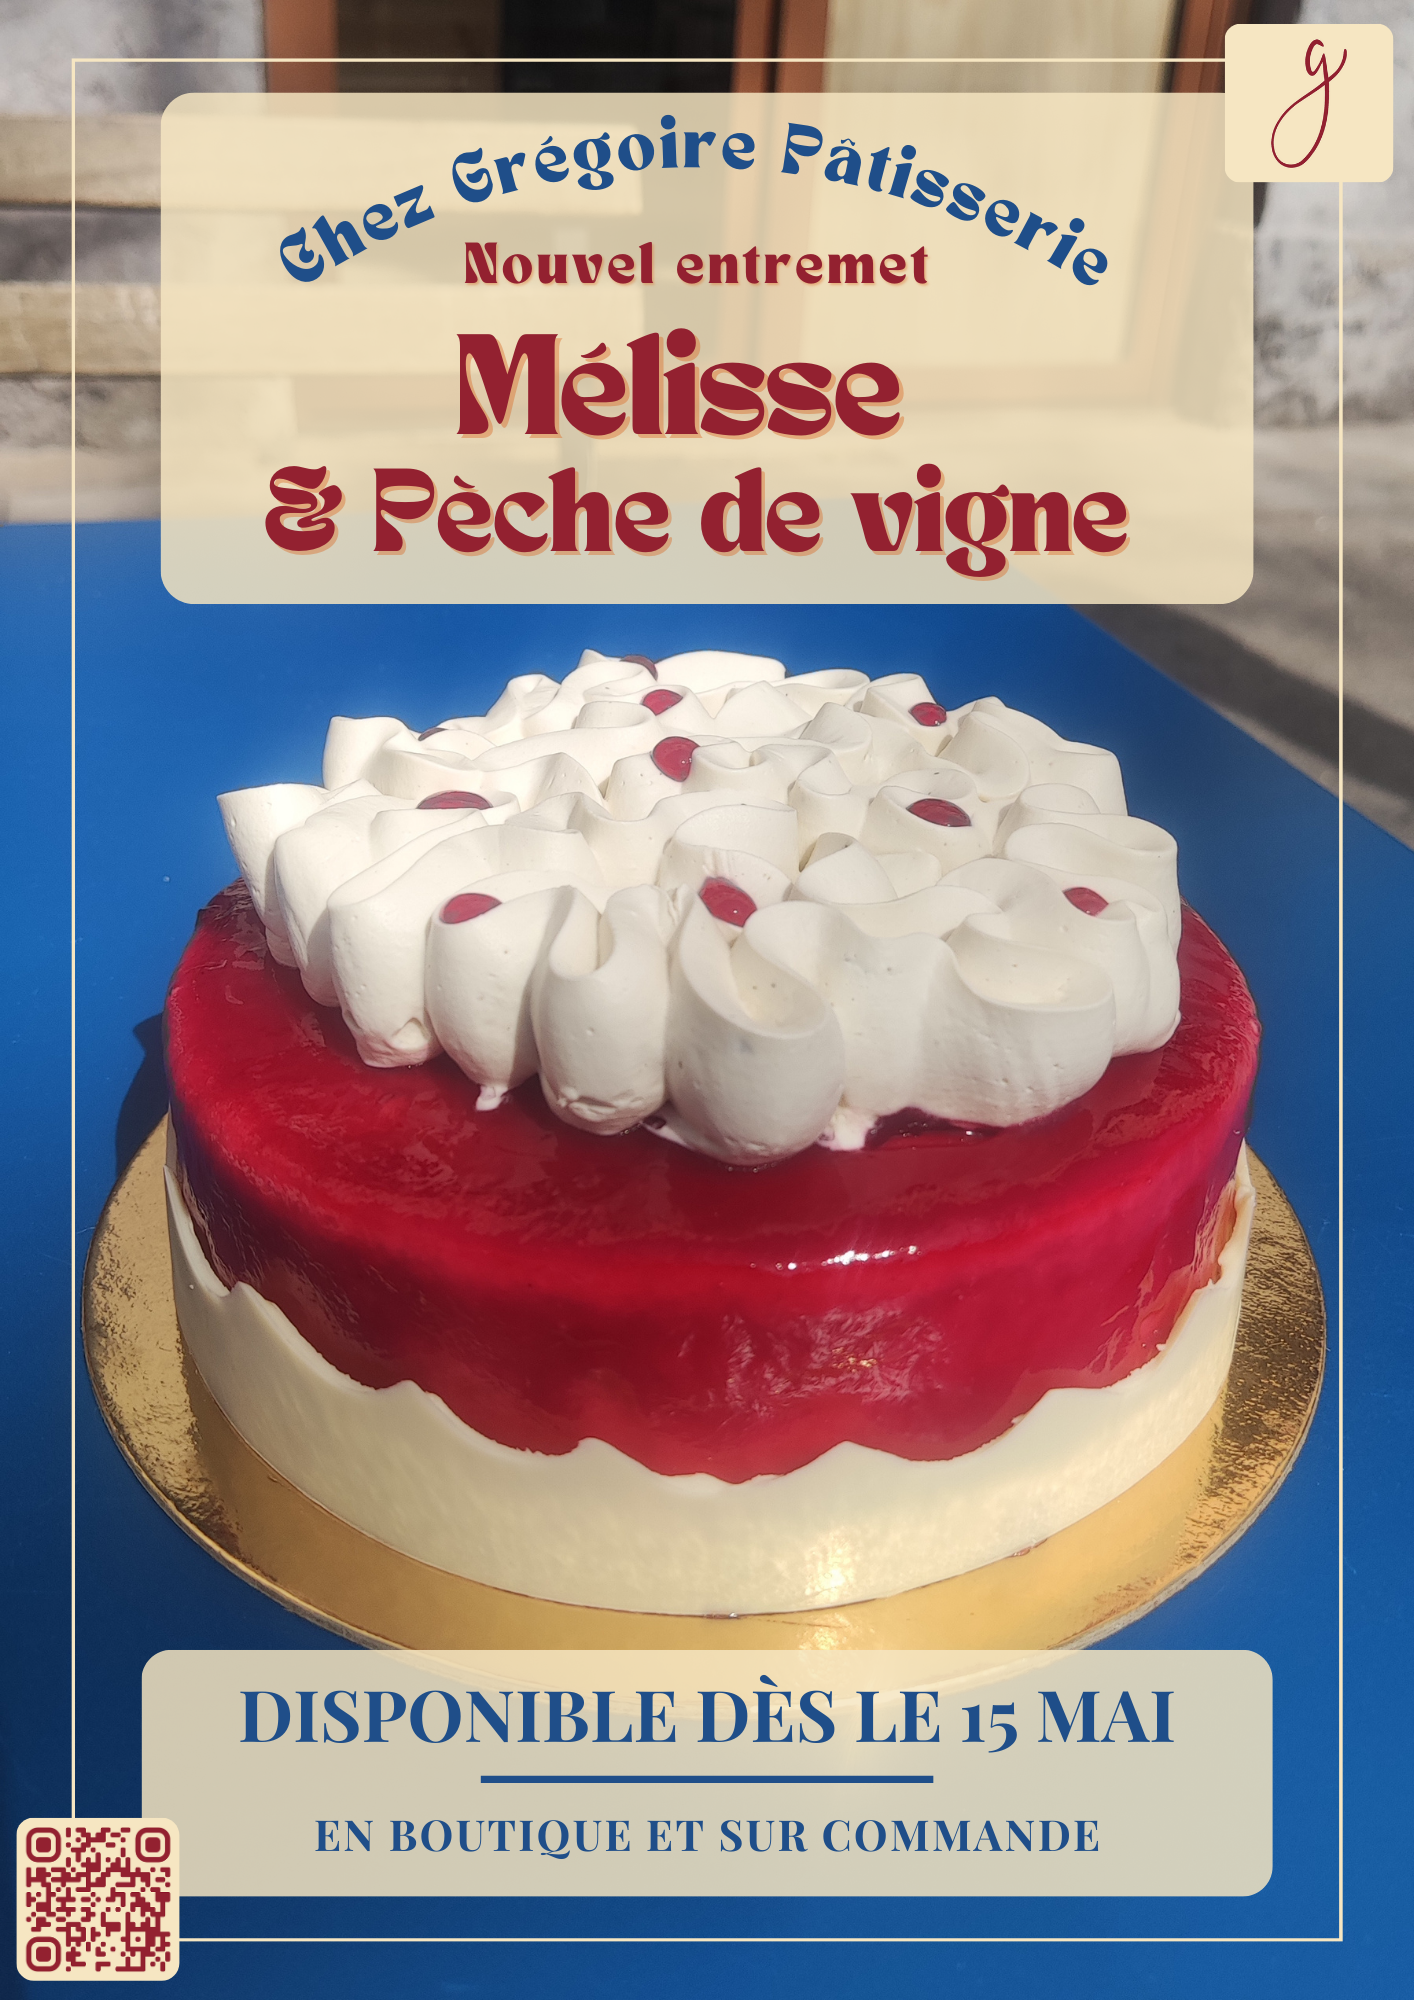 g
Chez Grégoire Pâtisserie
Nouvel entremet
Mélisse
& Pèche de vigne
DISPONIBLE DÈS LE 15 MAI
EN BOUTIQUE ET SUR COMMANDE